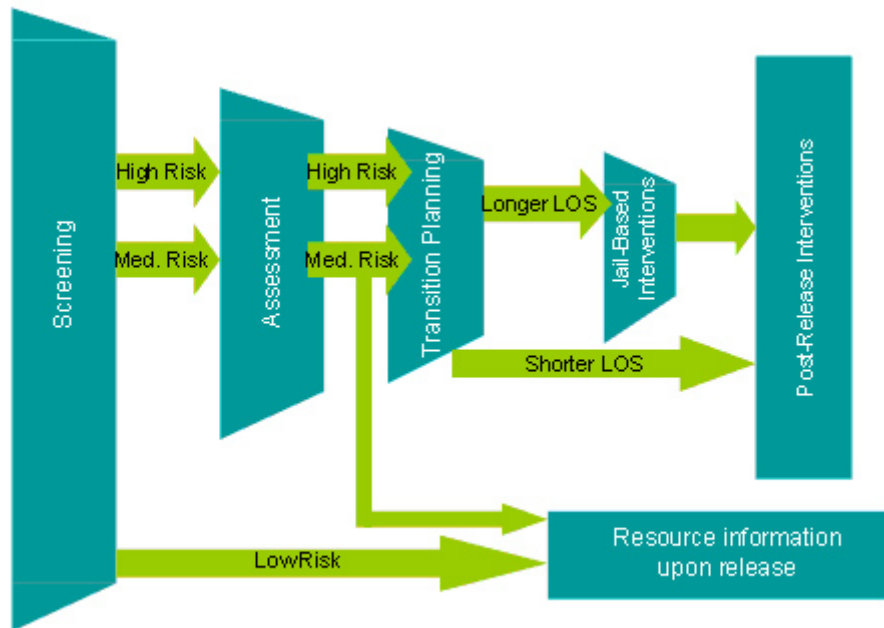 Screening
High Risk
Med. Risk
Assessment
High Risk
Med. Risk
Transition Planning
Longer LOS
Shorter LOS
Jail-Based
Interventions
Post-Release Interventions
LowRisk
Resource information
upon release